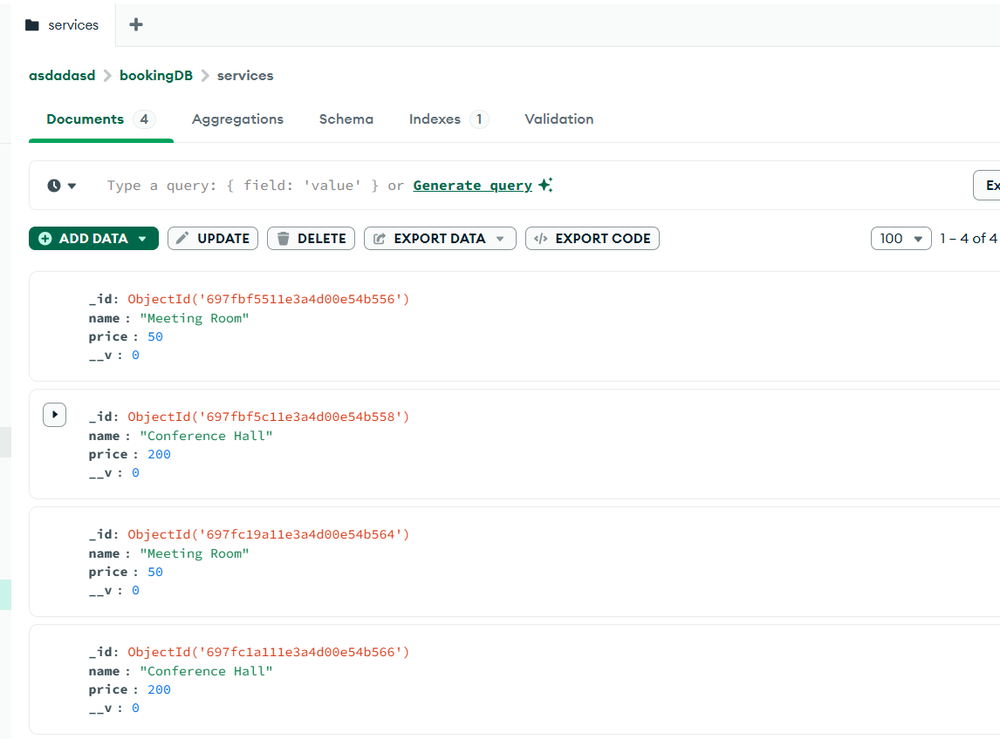 services
asdadasd bookingDB services
Documents 4 Aggregations Schema Indexes 1 Validation
Type a query: { field: 'value' } or Generate query
ADD DATA UPDATE DELETE EXPORT DATA EXPORT CODE 100 1 – 4 of 4
_id: ObjectId('697fbf5511e3a4d00e54b556')
name : "Meeting Room"
price : 50
__v : 0
_id: ObjectId('697fbf5c11e3a4d00e54b558')
name : "Conference Hall"
price : 200
__v : 0
_id: ObjectId('697fc19a11e3a4d00e54b564')
name : "Meeting Room"
price : 50
__v : 0
_id: ObjectId('697fc1a111e3a4d00e54b566')
name : "Conference Hall"
price : 200
__v : 0